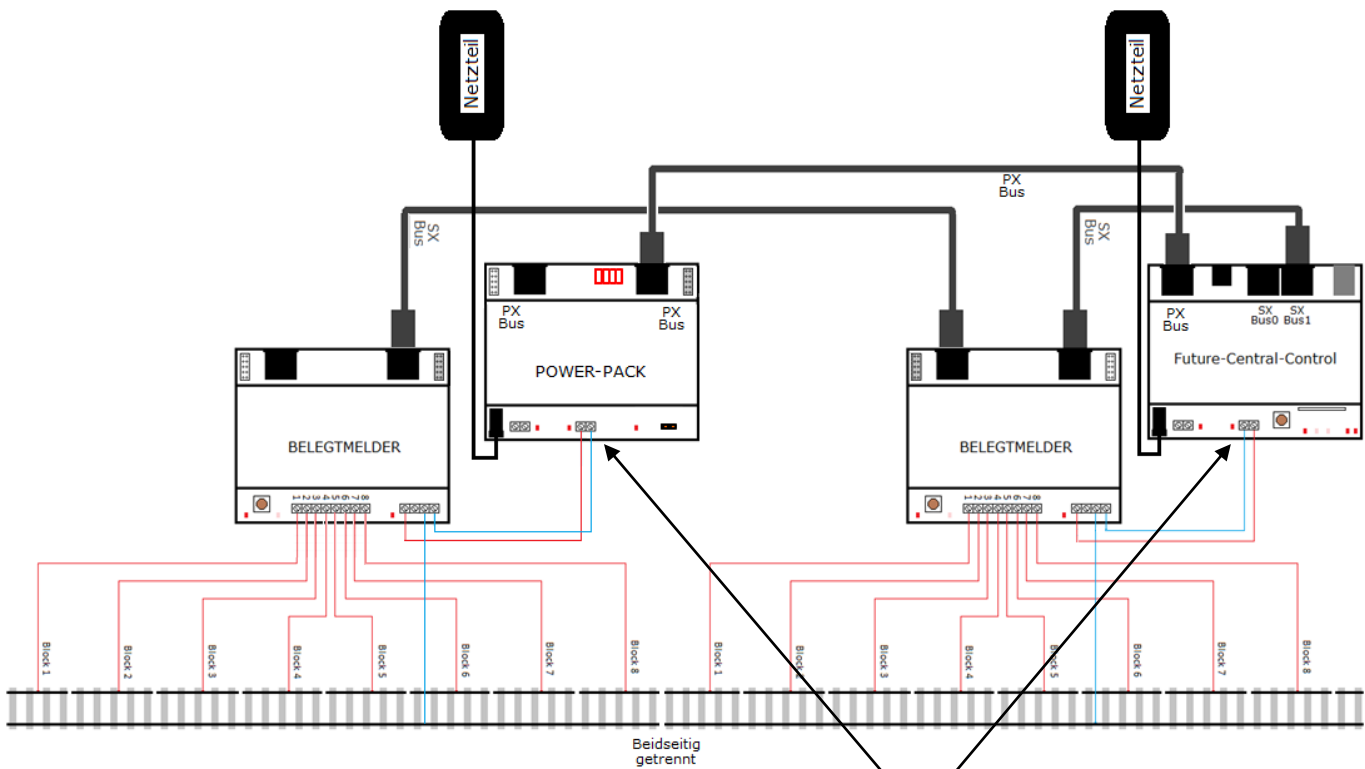 Netzteil
Netzteil
PX
Bus
SX
Bus
SX
Bus
PX
Bus
PX
Bus
POWER-PACK
PX
Bus
SX
Bus0
SX
Bus1
Future-Central-Control
BELEGTMELDER
1 2 3 4 5 6 7 8
BELEGTMELDER
1 2 3 4 5 6 7 8
Block 1
Block 2
Block 3
Block 4
Block 5
Block 6
Block 7
Block 8
Block 1
Block 2
Block 3
Block 4
Block 5
Block 6
Block 7
Block 8
Beidseitig
getrennt